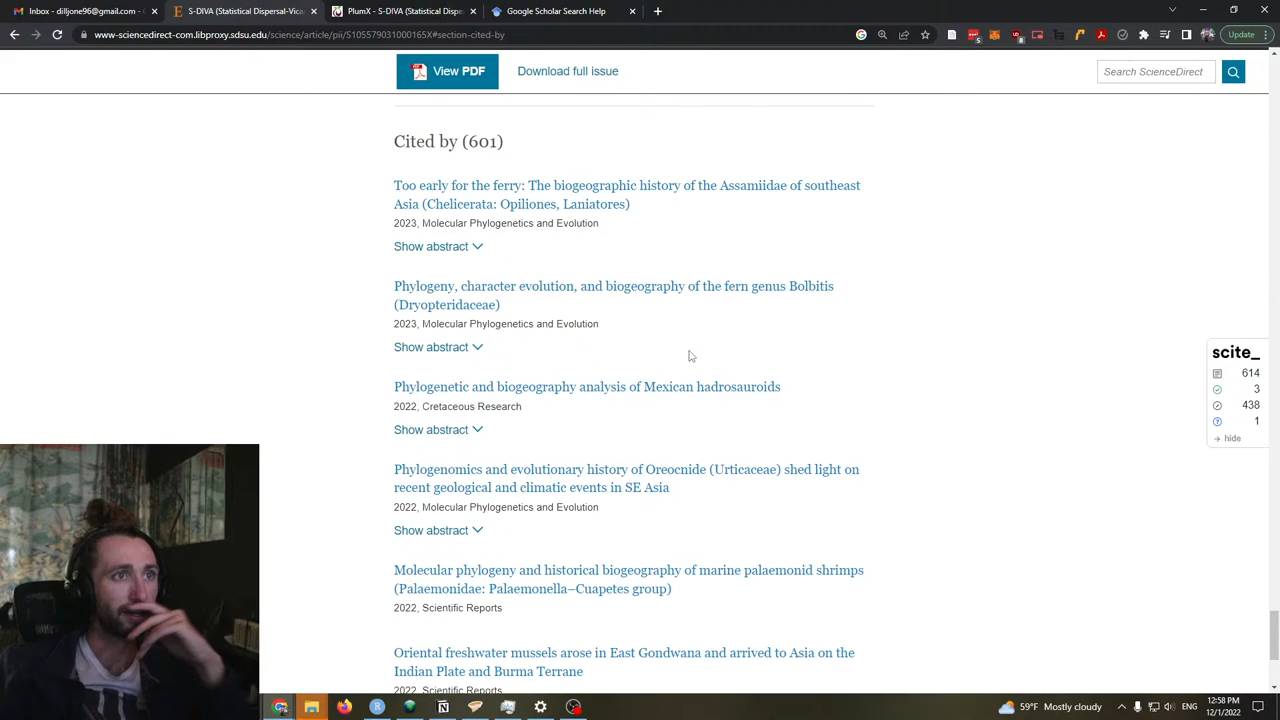 Inbox - diljone96@gmail.com -
S-DIVA (Statistical Dispersal-Vica
PlumX - SDSU
Google Scholar Search Help
www-sciencedirect-com.libproxy.sdsu.edu/science/article/pii/S105579031000165X#section-cited-by
Update
View PDF
Download full issue
Search ScienceDirect
Cited by (601)
Too early for the ferry: The biogeographic history of the Assamiidae of southeast
Asia (Chelicerata: Opiliones, Laniatores)
2023, Molecular Phylogenetics and Evolution
Show abstract
Phylogeny, character evolution, and biogeography of the fern genus Bolbitis
(Dryopteridaceae)
2023, Molecular Phylogenetics and Evolution
Show abstract
Phylogenetic and biogeography analysis of Mexican hadrosauroids
2022, Cretaceous Research
Show abstract
Phylogenomics and evolutionary history of Oreocnide (Urticaceae) shed light on
recent geological and climatic events in SE Asia
2022, Molecular Phylogenetics and Evolution
Show abstract
Molecular phylogeny and historical biogeography of marine palaemonid shrimps
(Palaemonidae: Palaemonella–Cuapetes group)
2022, Scientific Reports
Oriental freshwater mussels arose in East Gondwana and arrived to Asia on the
Indian Plate and Burma Terrane
2022, Scientific Reports
scite_
614
3
438
1
hide
59°F Mostly cloudy
12:58 PM
12/1/2022